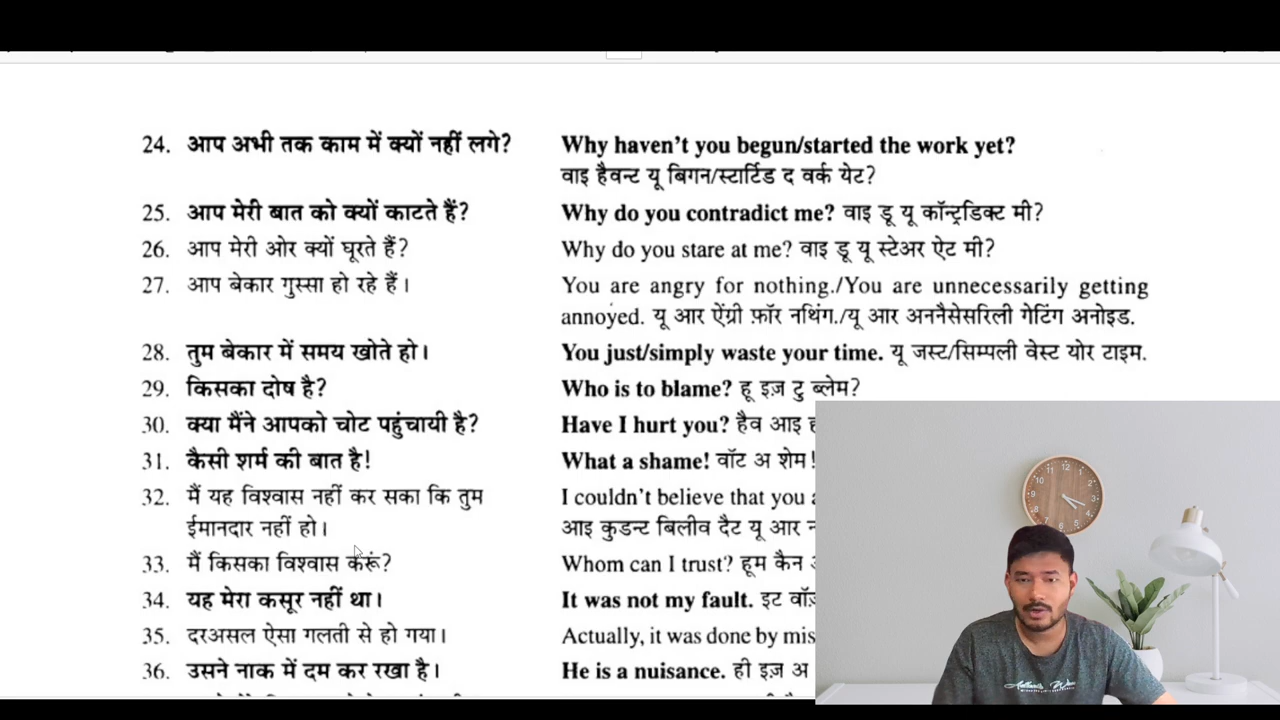 24. आप अभी तक काम में क्यों नहीं लगे? Why haven't you begun/started the work yet?
वाइ हैवन्ट यू बिगन/स्टार्टिड द वर्क येट?
25. आप मेरी बात को क्यों काटते हैं? Why do you contradict me? वाइ डू यू कॉन्ट्रडिक्ट मी?
26. आप मेरी ओर क्यों घूरते हैं? Why do you stare at me? वाइ डू यू स्टेअर ऐट मी?
27. आप बेकार गुस्सा हो रहे हैं। You are angry for nothing./You are unnecessarily getting
annoyed. यू आर ऐंग्री फ़ॉर नथिंग./यू आर अननैसेसरिली गेटिंग अनोइड.
28. तुम बेकार में समय खोते हो। You just/simply waste your time. यू जस्ट/सिम्पली वेस्ट योर टाइम.
29. किसका दोष है? Who is to blame? हू इज़ टु ब्लेम?
30. क्या मैंने आपको चोट पहुंचायी है? Have I hurt you? हैव आइ
31. कैसी शर्म की बात है! What a shame! वॉट अ शेम!
32. मैं यह विश्वास नहीं कर सका कि तुम I couldn't believe that you
ईमानदार नहीं हो। आइ कुडन्ट बिलीव दैट यू आर
33. मैं किसका विश्वास करूं? Whom can I trust? हूम कैन
34. यह मेरा कसूर नहीं था। It was not my fault. इट
35. दरअसल ऐसा गलती से हो गया। Actually, it was done by
36. उसने नाक में दम कर रखा है। He is a nuisance. ही इज़ अ